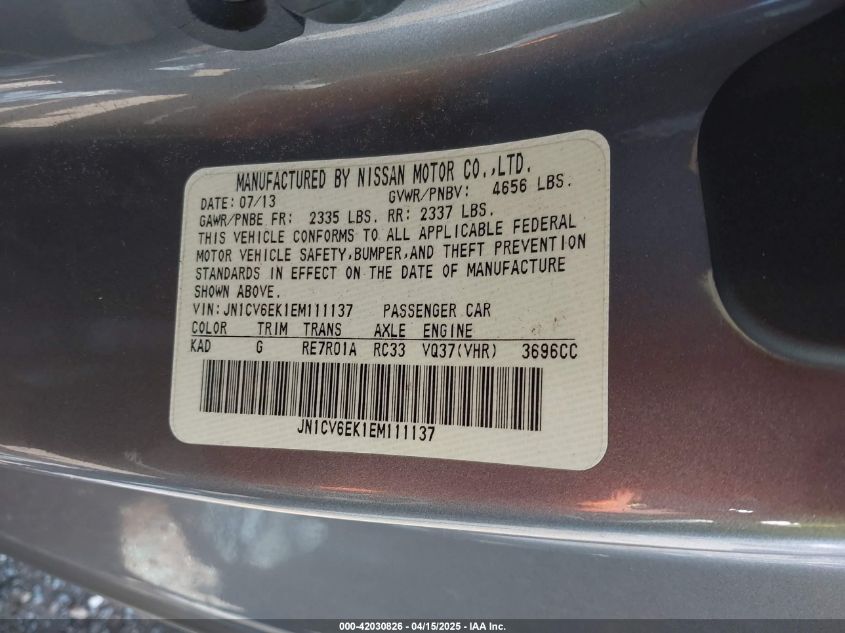 MANUFACTURED BY NISSAN MOTOR CO.,LTD.
DATE: 07/13 GVWR/PNBV: 4656 LBS.
GAWR/PNBE FR: 2335 LBS. RR: 2337 LBS.
THIS VEHICLE CONFORMS TO ALL APPLICABLE FEDERAL
MOTOR VEHICLE SAFETY,BUMPER,AND THEFT PREVENTION
STANDARDS IN EFFECT ON THE DATE OF MANUFACTURE
SHOWN ABOVE.
VIN:JN1CV6EK1EM111137 PASSENGER CAR
COLOR TRIM TRANS AXLE ENGINE
KAD G RE7R01A RC33 VQ37(VHR) 3696CC
JN1CV6EK1EM111137
000-42030826 - 04/15/2025 - IAA Inc.